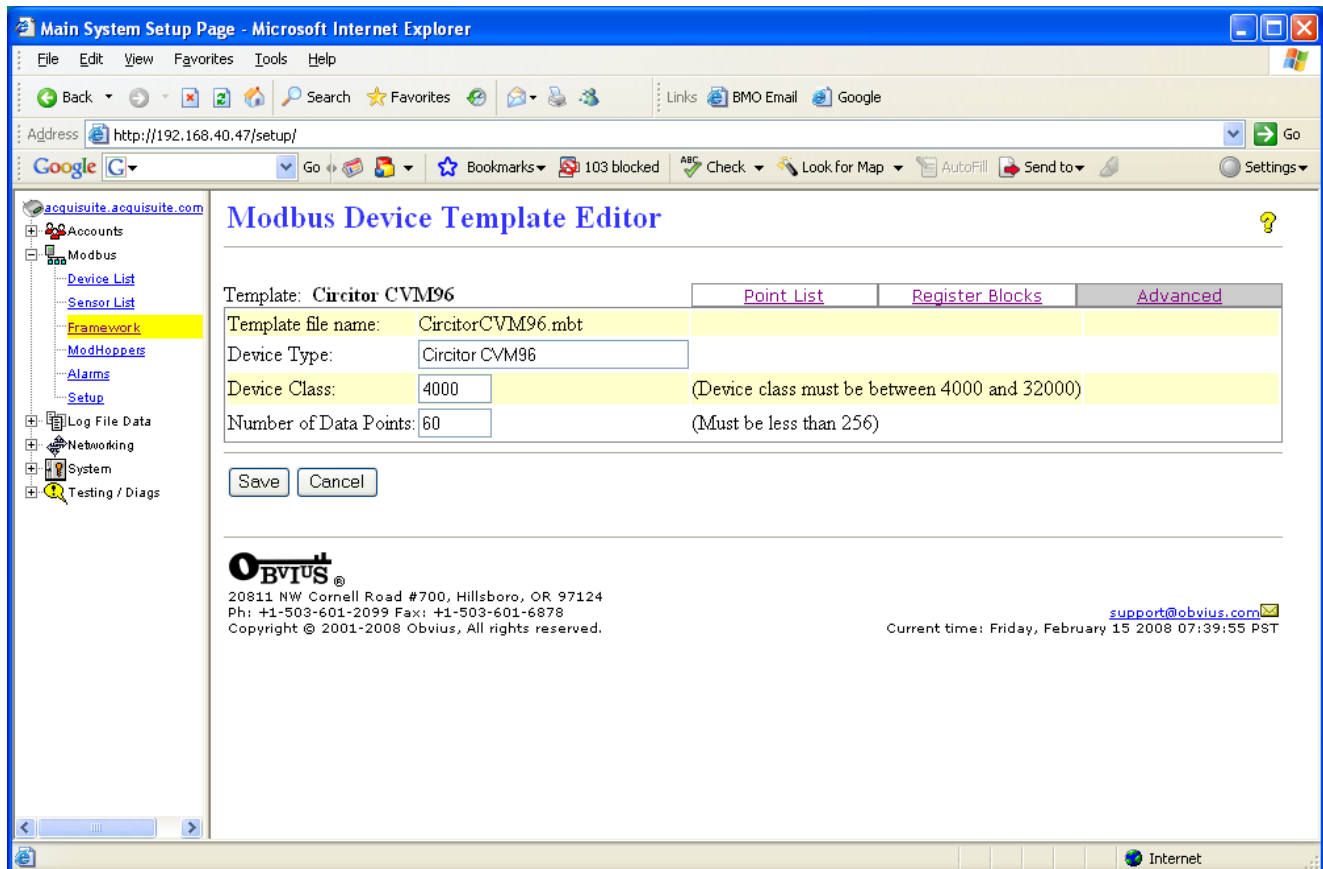 Main System Setup Page - Microsoft Internet Explorer
File Edit View Favorites Tools Help
Back Search Favorites Links BMO Email Google
Address http://192.168.40.47/setup/ Go
Google G Go Bookmarks 103 blocked ABC Check Look for Map AutoFill Send to Settings
acquisuite.acquisuite.com
Accounts
Modbus
Device List
Sensor List
Framework
ModHoppers
Alarms
Setup
Log File Data
Networking
System
Testing / Diags
Modbus Device Template Editor
Template: Circitor CVM96 Point List Register Blocks Advanced
Template file name: CircitorCVM96.mbt
Device Type: Circitor CVM96
Device Class: 4000 (Device class must be between 4000 and 32000)
Number of Data Points: 60 (Must be less than 256)
Save Cancel
OBVIUS ®
20811 NW Cornell Road #700, Hillsboro, OR 97124
Ph: +1-503-601-2099 Fax: +1-503-601-6878
Copyright © 2001-2008 Obvius, All rights reserved.
support@obvius.com
Current time: Friday, February 15 2008 07:39:55 PST
Internet